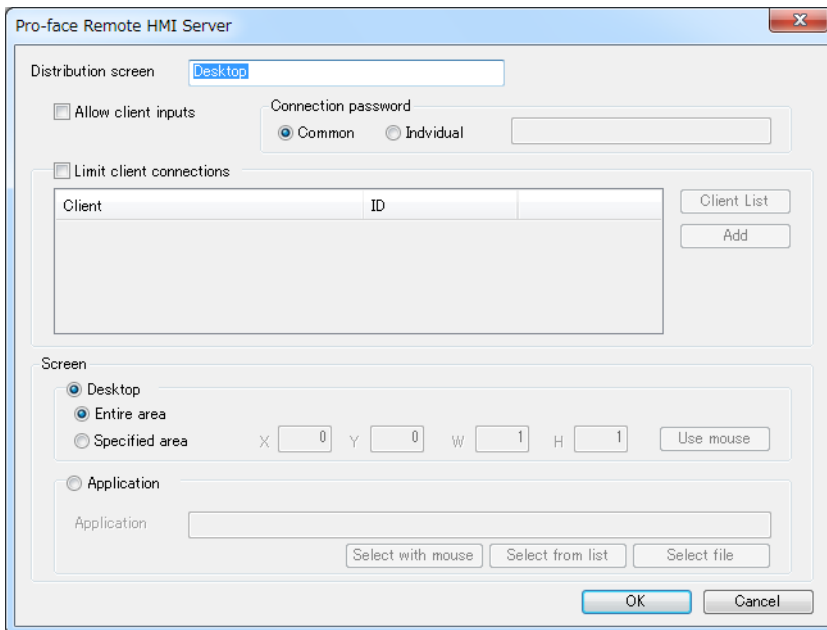 Pro-face Remote HMI Server
Distribution screen Desktop
Allow client inputs
Connection password
Common Indvidual
Limit client connections
Client ID
Client List
Add
Screen
Desktop
Entire area
Specified area X 0 Y 0 W 1 H 1 Use mouse
Application
Application
Select with mouse Select from list Select file
OK Cancel